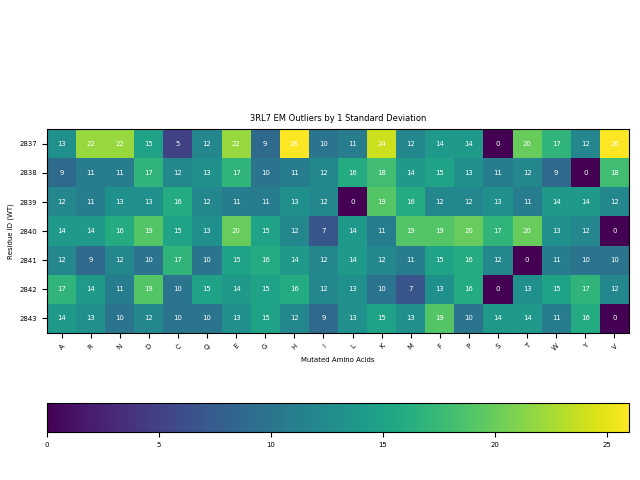 3RL7 EM Outliers by 1 Standard Deviation
Residue ID (WT)
2837 13 22 22 15 5 12 22 9 26 10 11 24 12 14 14 0 20 17 12 26
2838 9 11 11 17 12 13 17 10 11 12 16 18 14 15 13 11 12 9 0 18
2839 12 11 13 13 16 12 11 11 13 12 0 19 16 12 12 13 11 14 14 12
2840 14 14 16 19 15 13 20 15 12 7 14 11 19 19 20 17 20 13 12 0
2841 12 9 12 10 17 10 15 16 14 12 14 12 11 15 16 12 0 11 10 10
2842 17 14 11 19 10 15 14 15 16 12 13 10 7 13 16 0 13 15 17 12
2843 14 13 10 12 10 10 13 15 12 9 13 15 13 19 10 14 14 11 16 0
A R N D C Q E G H I L K M F P S T W Y V
Mutated Amino Acids
0 5 10 15 20 25